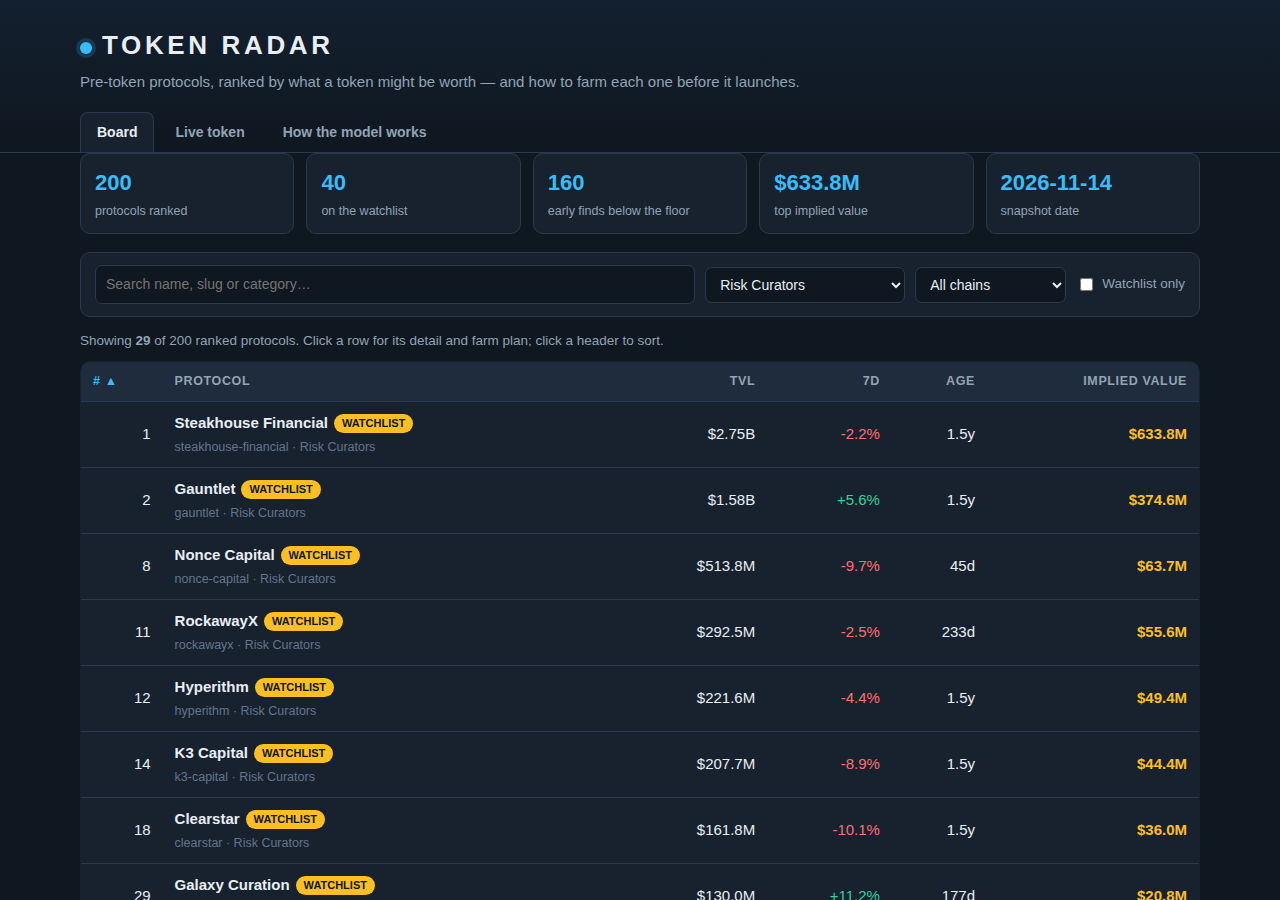 TOKEN RADAR
Pre-token protocols, ranked by what a token might be worth — and how to farm each one before it launches.
Board Live token How the model works
200 40 160 $633.8M 2026-11-14
protocols ranked on the watchlist early finds below the floor top implied value snapshot date
Search name, slug or category… Risk Curators All chains Watchlist only
Showing 29 of 200 ranked protocols. Click a row for its detail and farm plan; click a header to sort.
# ▲ PROTOCOL TVL 7D AGE IMPLIED VALUE
1 Steakhouse Financial WATCHLIST $2.75B -2.2% 1.5y $633.8M
steakhouse-financial · Risk Curators
2 Gauntlet WATCHLIST $1.58B +5.6% 1.5y $374.6M
gauntlet · Risk Curators
8 Nonce Capital WATCHLIST $513.8M -9.7% 45d $63.7M
nonce-capital · Risk Curators
11 RockawayX WATCHLIST $292.5M -2.5% 233d $55.6M
rockawayx · Risk Curators
12 Hyperithm WATCHLIST $221.6M -4.4% 1.5y $49.4M
hyperithm · Risk Curators
14 K3 Capital WATCHLIST $207.7M -8.9% 1.5y $44.4M
k3-capital · Risk Curators
18 Clearstar WATCHLIST $161.8M -10.1% 1.5y $36.0M
clearstar · Risk Curators
29 Galaxy Curation WATCHLIST $130.0M +11.2% 177d $20.8M